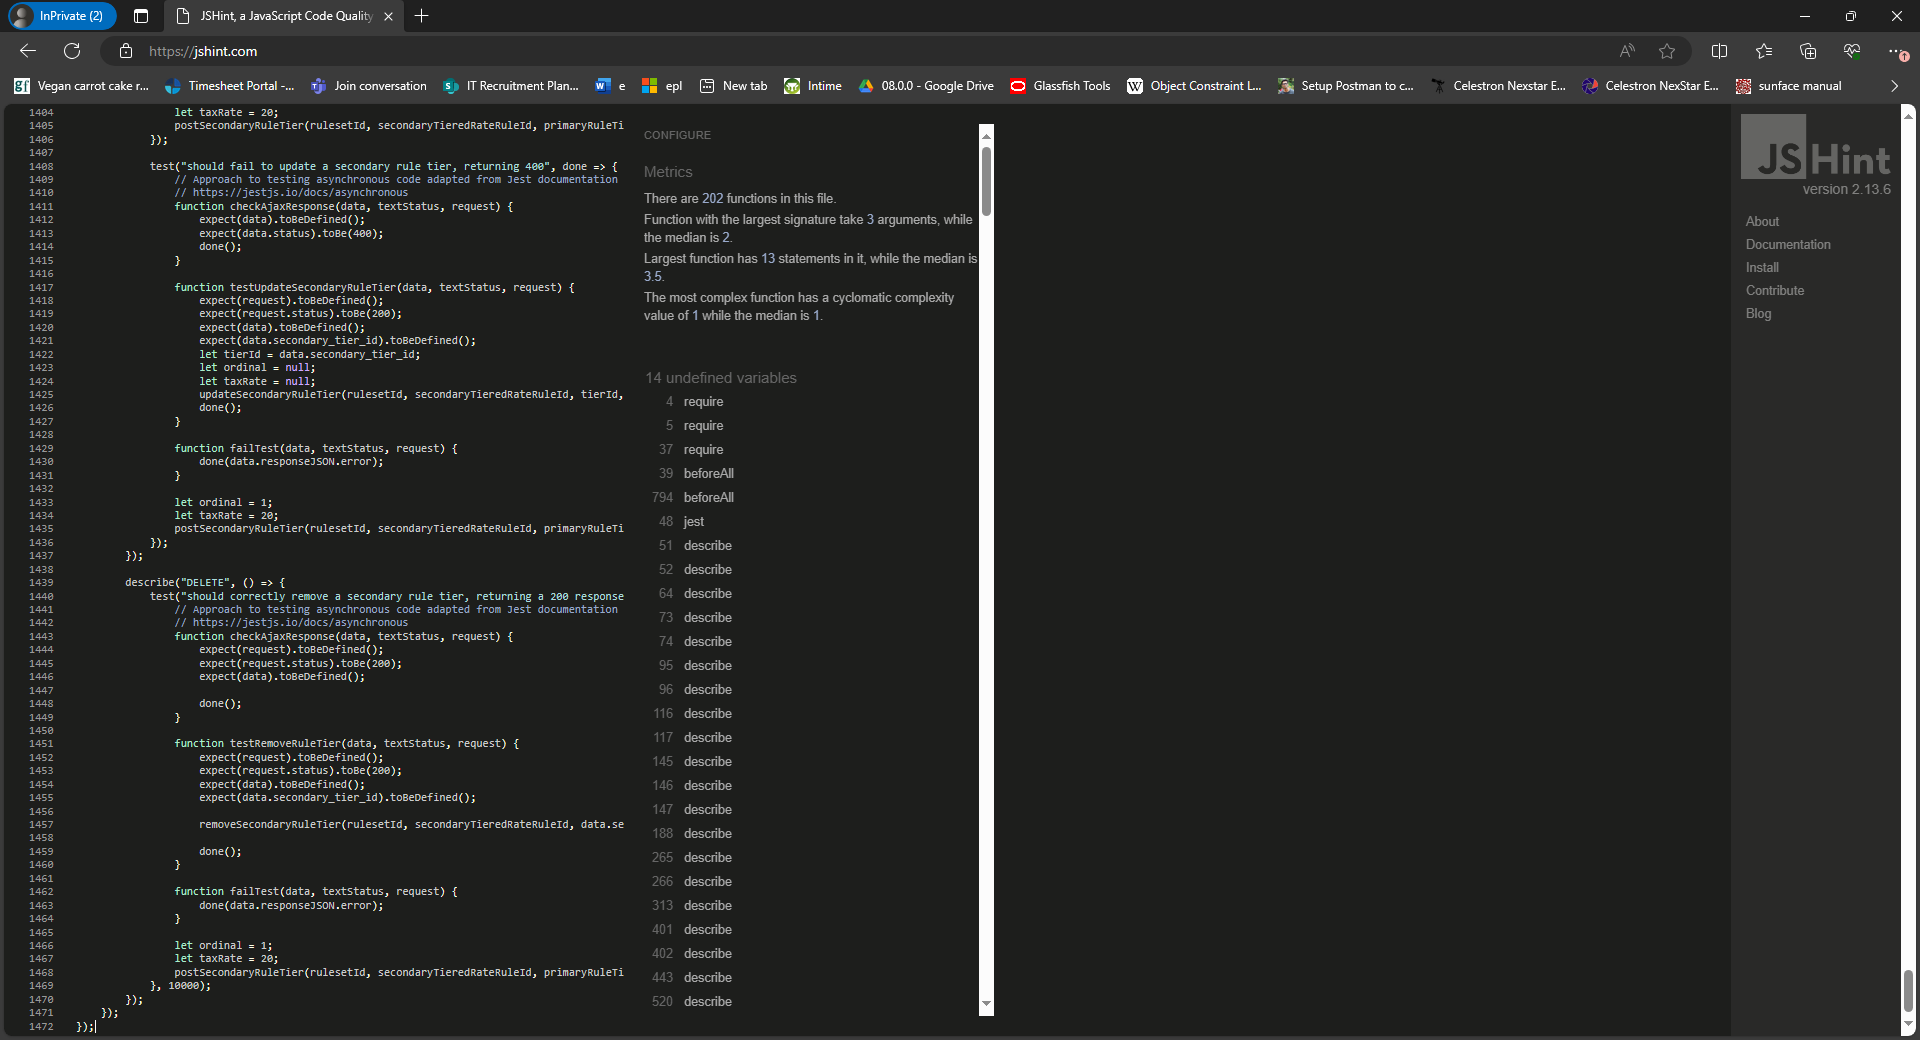 InPrivate (2)
JSHint, a JavaScript Code Quality
https://jshint.com
Vegan carrot cake r...
Timesheet Portal -...
Join conversation
IT Recruitment Plan...
e
epl
New tab
Intime
08.0.0 - Google Drive
Glassfish Tools
Object Constraint L...
Setup Postman to c...
Celestron Nexstar E...
Celestron NexStar E...
sunface manual
1404 let taxRate = 20;
1405 postSecondaryRuleTier(rulesetId, secondaryTieredRateRuleId, primaryRuleTi
1406 });
1407
1408 test("should fail to update a secondary rule tier, returning 400", done => {
1409 // Approach to testing asynchronous code adapted from Jest documentation
1410 // https://jestjs.io/docs/asynchronous
1411 function checkAjaxResponse(data, textStatus, request) {
1412 expect(data).toBeDefined();
1413 expect(data.status).toBe(400);
1414 done();
1415 }
1416
1417 function testUpdateSecondaryRuleTier(data, textStatus, request) {
1418 expect(request).toBeDefined();
1419 expect(request.status).toBe(200);
1420 expect(data).toBeDefined();
1421 expect(data.secondary_tier_id).toBeDefined();
1422 let tierId = data.secondary_tier_id;
1423 let ordinal = null;
1424 let taxRate = null;
1425 updateSecondaryRuleTier(rulesetId, secondaryTieredRateRuleId, tierId,
1426 done();
1427 }
1428
1429 function failTest(data, textStatus, request) {
1430 done(data.responseJSON.error);
1431 }
1432
1433 let ordinal = 1;
1434 let taxRate = 20;
1435 postSecondaryRuleTier(rulesetId, secondaryTieredRateRuleId, primaryRuleTi
1436 });
1437 });
1438
1439 describe("DELETE", () => {
1440 test("should correctly remove a secondary rule tier, returning a 200 response
1441 // Approach to testing asynchronous code adapted from Jest documentation
1442 // https://jestjs.io/docs/asynchronous
1443 function checkAjaxResponse(data, textStatus, request) {
1444 expect(request).toBeDefined();
1445 expect(request.status).toBe(200);
1446 expect(data).toBeDefined();
1447
1448 done();
1449 }
1450
1451 function testRemoveRuleTier(data, textStatus, request) {
1452 expect(request).toBeDefined();
1453 expect(request.status).toBe(200);
1454 expect(data).toBeDefined();
1455 expect(data.secondary_tier_id).toBeDefined();
1456
1457 removeSecondaryRuleTier(rulesetId, secondaryTieredRateRuleId, data.se
1458
1459 done();
1460 }
1461
1462 function failTest(data, textStatus, request) {
1463 done(data.responseJSON.error);
1464 }
1465
1466 let ordinal = 1;
1467 let taxRate = 20;
1468 postSecondaryRuleTier(rulesetId, secondaryTieredRateRuleId, primaryRuleTi
1469 }, 10000);
1470 });
1471 });
1472 });
CONFIGURE
Metrics
There are 202 functions in this file.
Function with the largest signature take 3 arguments, while
the median is 2.
Largest function has 13 statements in it, while the median is
3.5.
The most complex function has a cyclomatic complexity
value of 1 while the median is 1.
14 undefined variables
4 require
5 require
37 require
39 beforeAll
794 beforeAll
48 jest
51 describe
52 describe
64 describe
73 describe
74 describe
95 describe
96 describe
116 describe
117 describe
145 describe
146 describe
147 describe
188 describe
265 describe
266 describe
313 describe
401 describe
402 describe
443 describe
520 describe
JSHint
version 2.13.6
About
Documentation
Install
Contribute
Blog